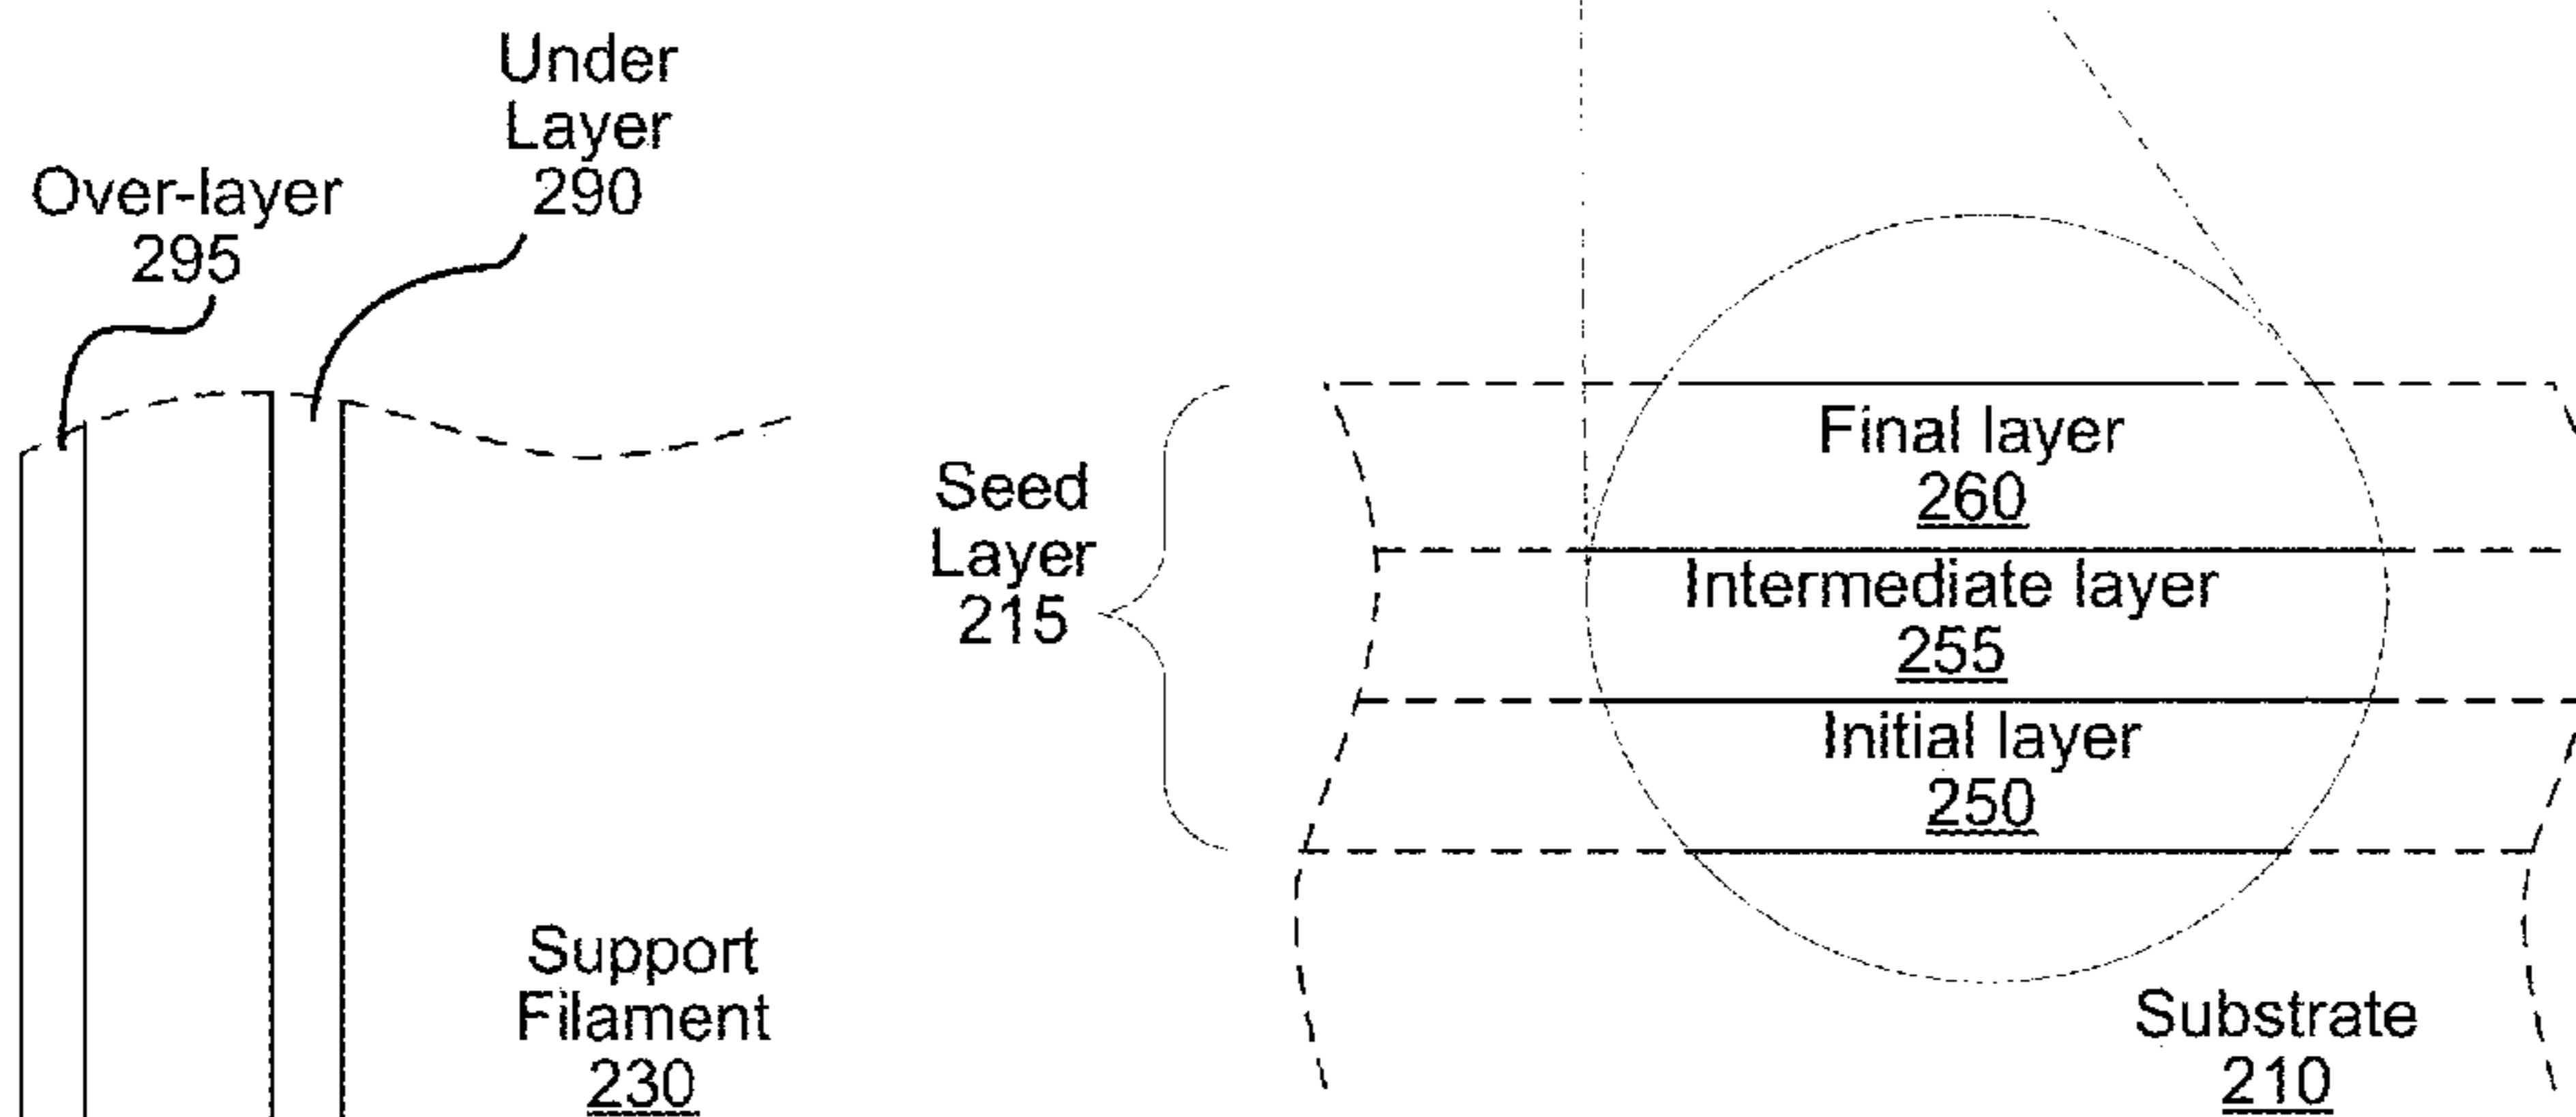 Under
Layer
290
Over-layer
295
Support
Filament
230
Seed
Layer
215
Final layer
260
Intermediate layer
255
Initial layer
250
Substrate
210